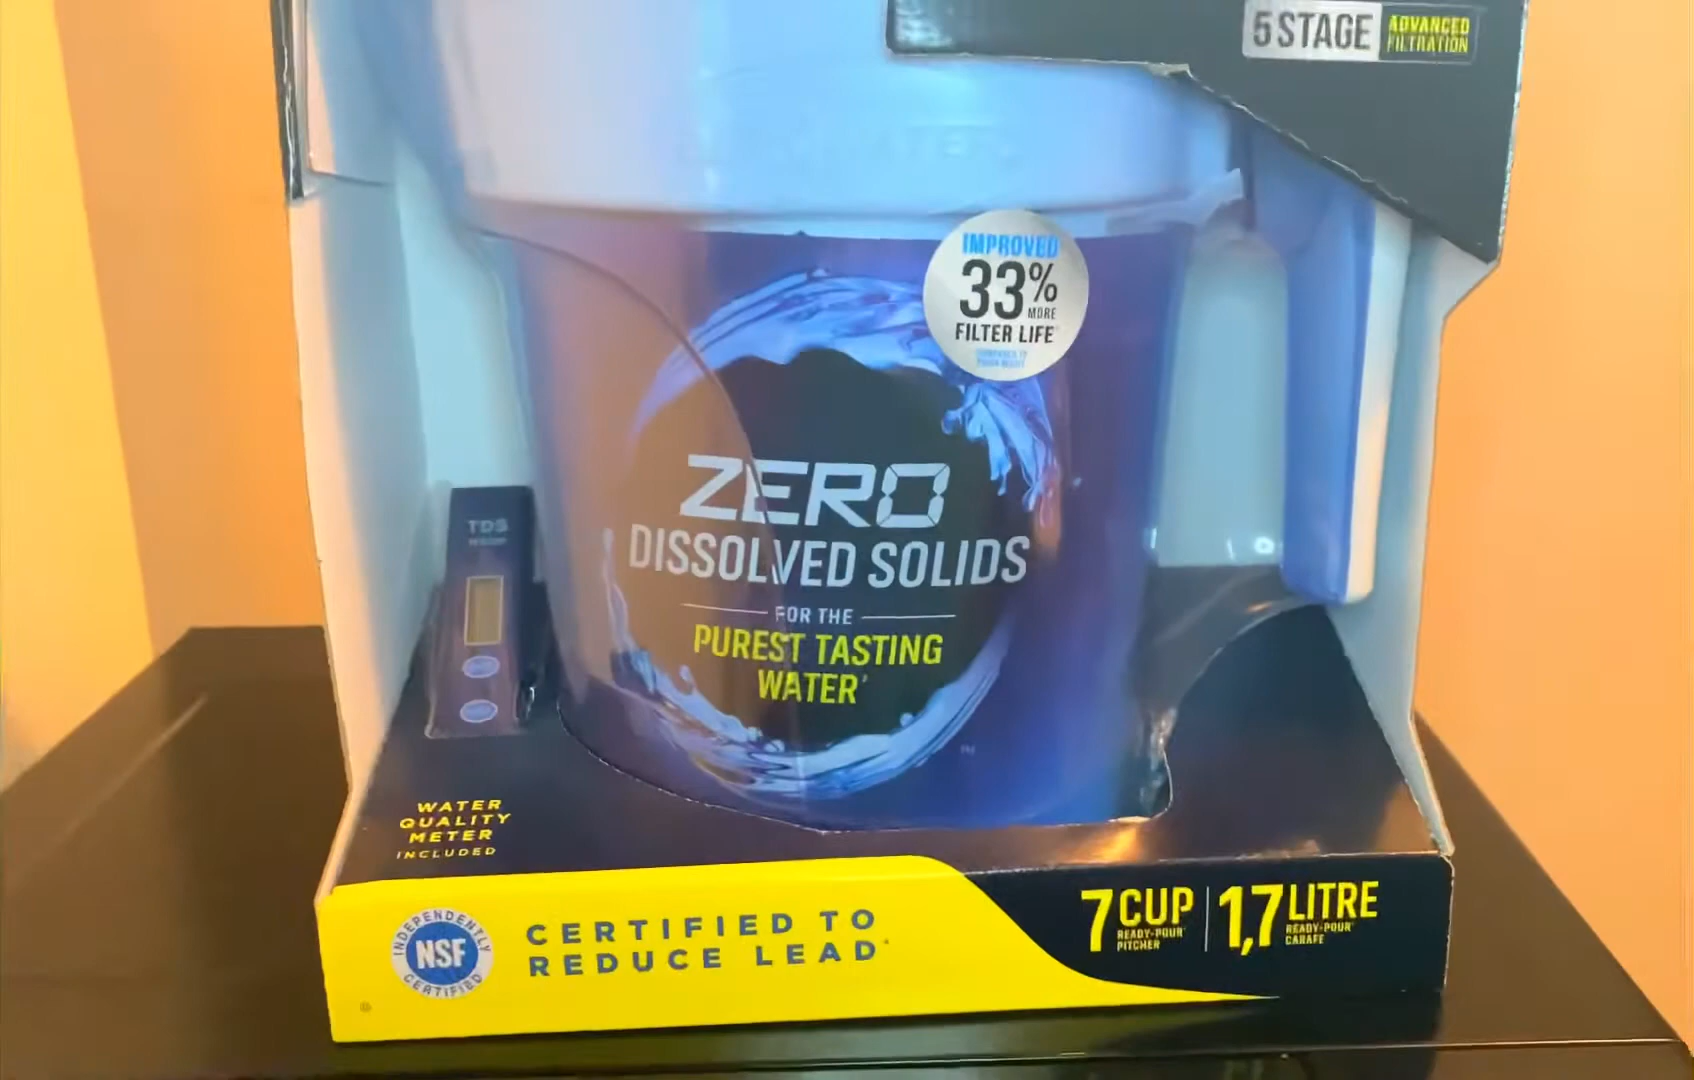 5 STAGE
ADVANCED
FILTRATION
IMPROVED
33%
MORE
FILTER LIFE
TDS
ZERO
DISSOLVED SOLIDS
FOR THE
PUREST TASTING
WATER
TM
WATER
QUALITY
METER
INCLUDED
INDEPENDENTLY
NSF
CERTIFIED
CERTIFIED TO
REDUCE LEAD*
7 CUP
READY-POUR
PITCHER
1,7 LITRE
READY-POUR
CARAFE